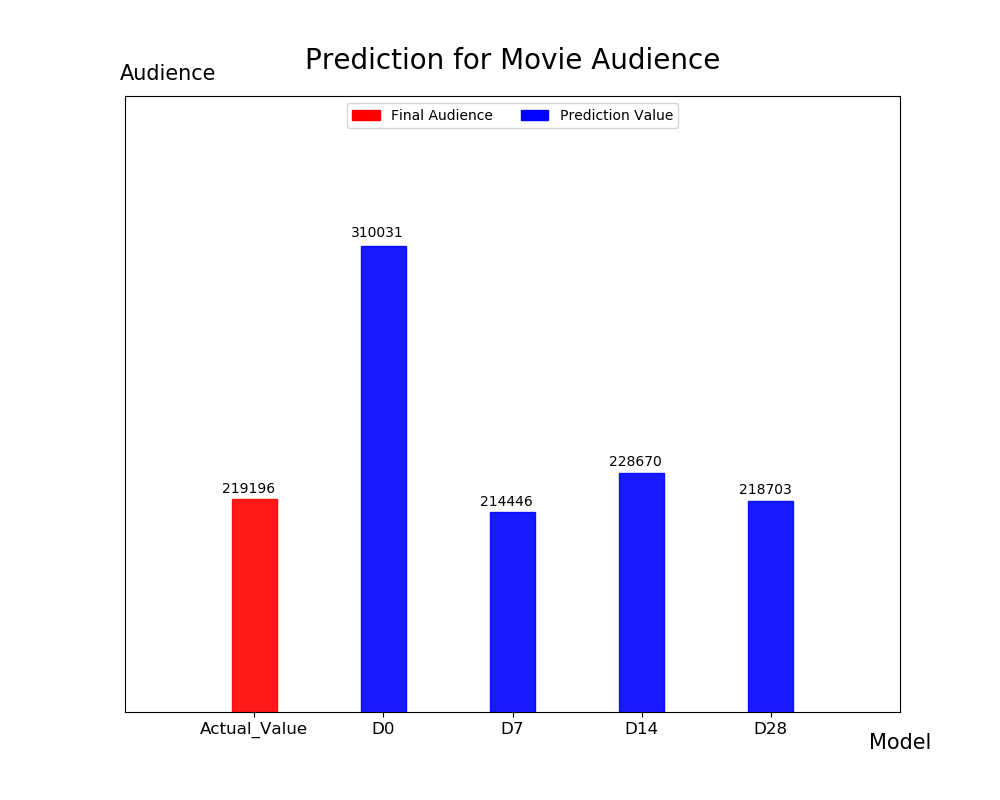 Prediction for Movie Audience
Audience
Final Audience
Prediction Value
310031
228670
219196
218703
214446
Actual_Value
D0
D7
D14
D28
Model